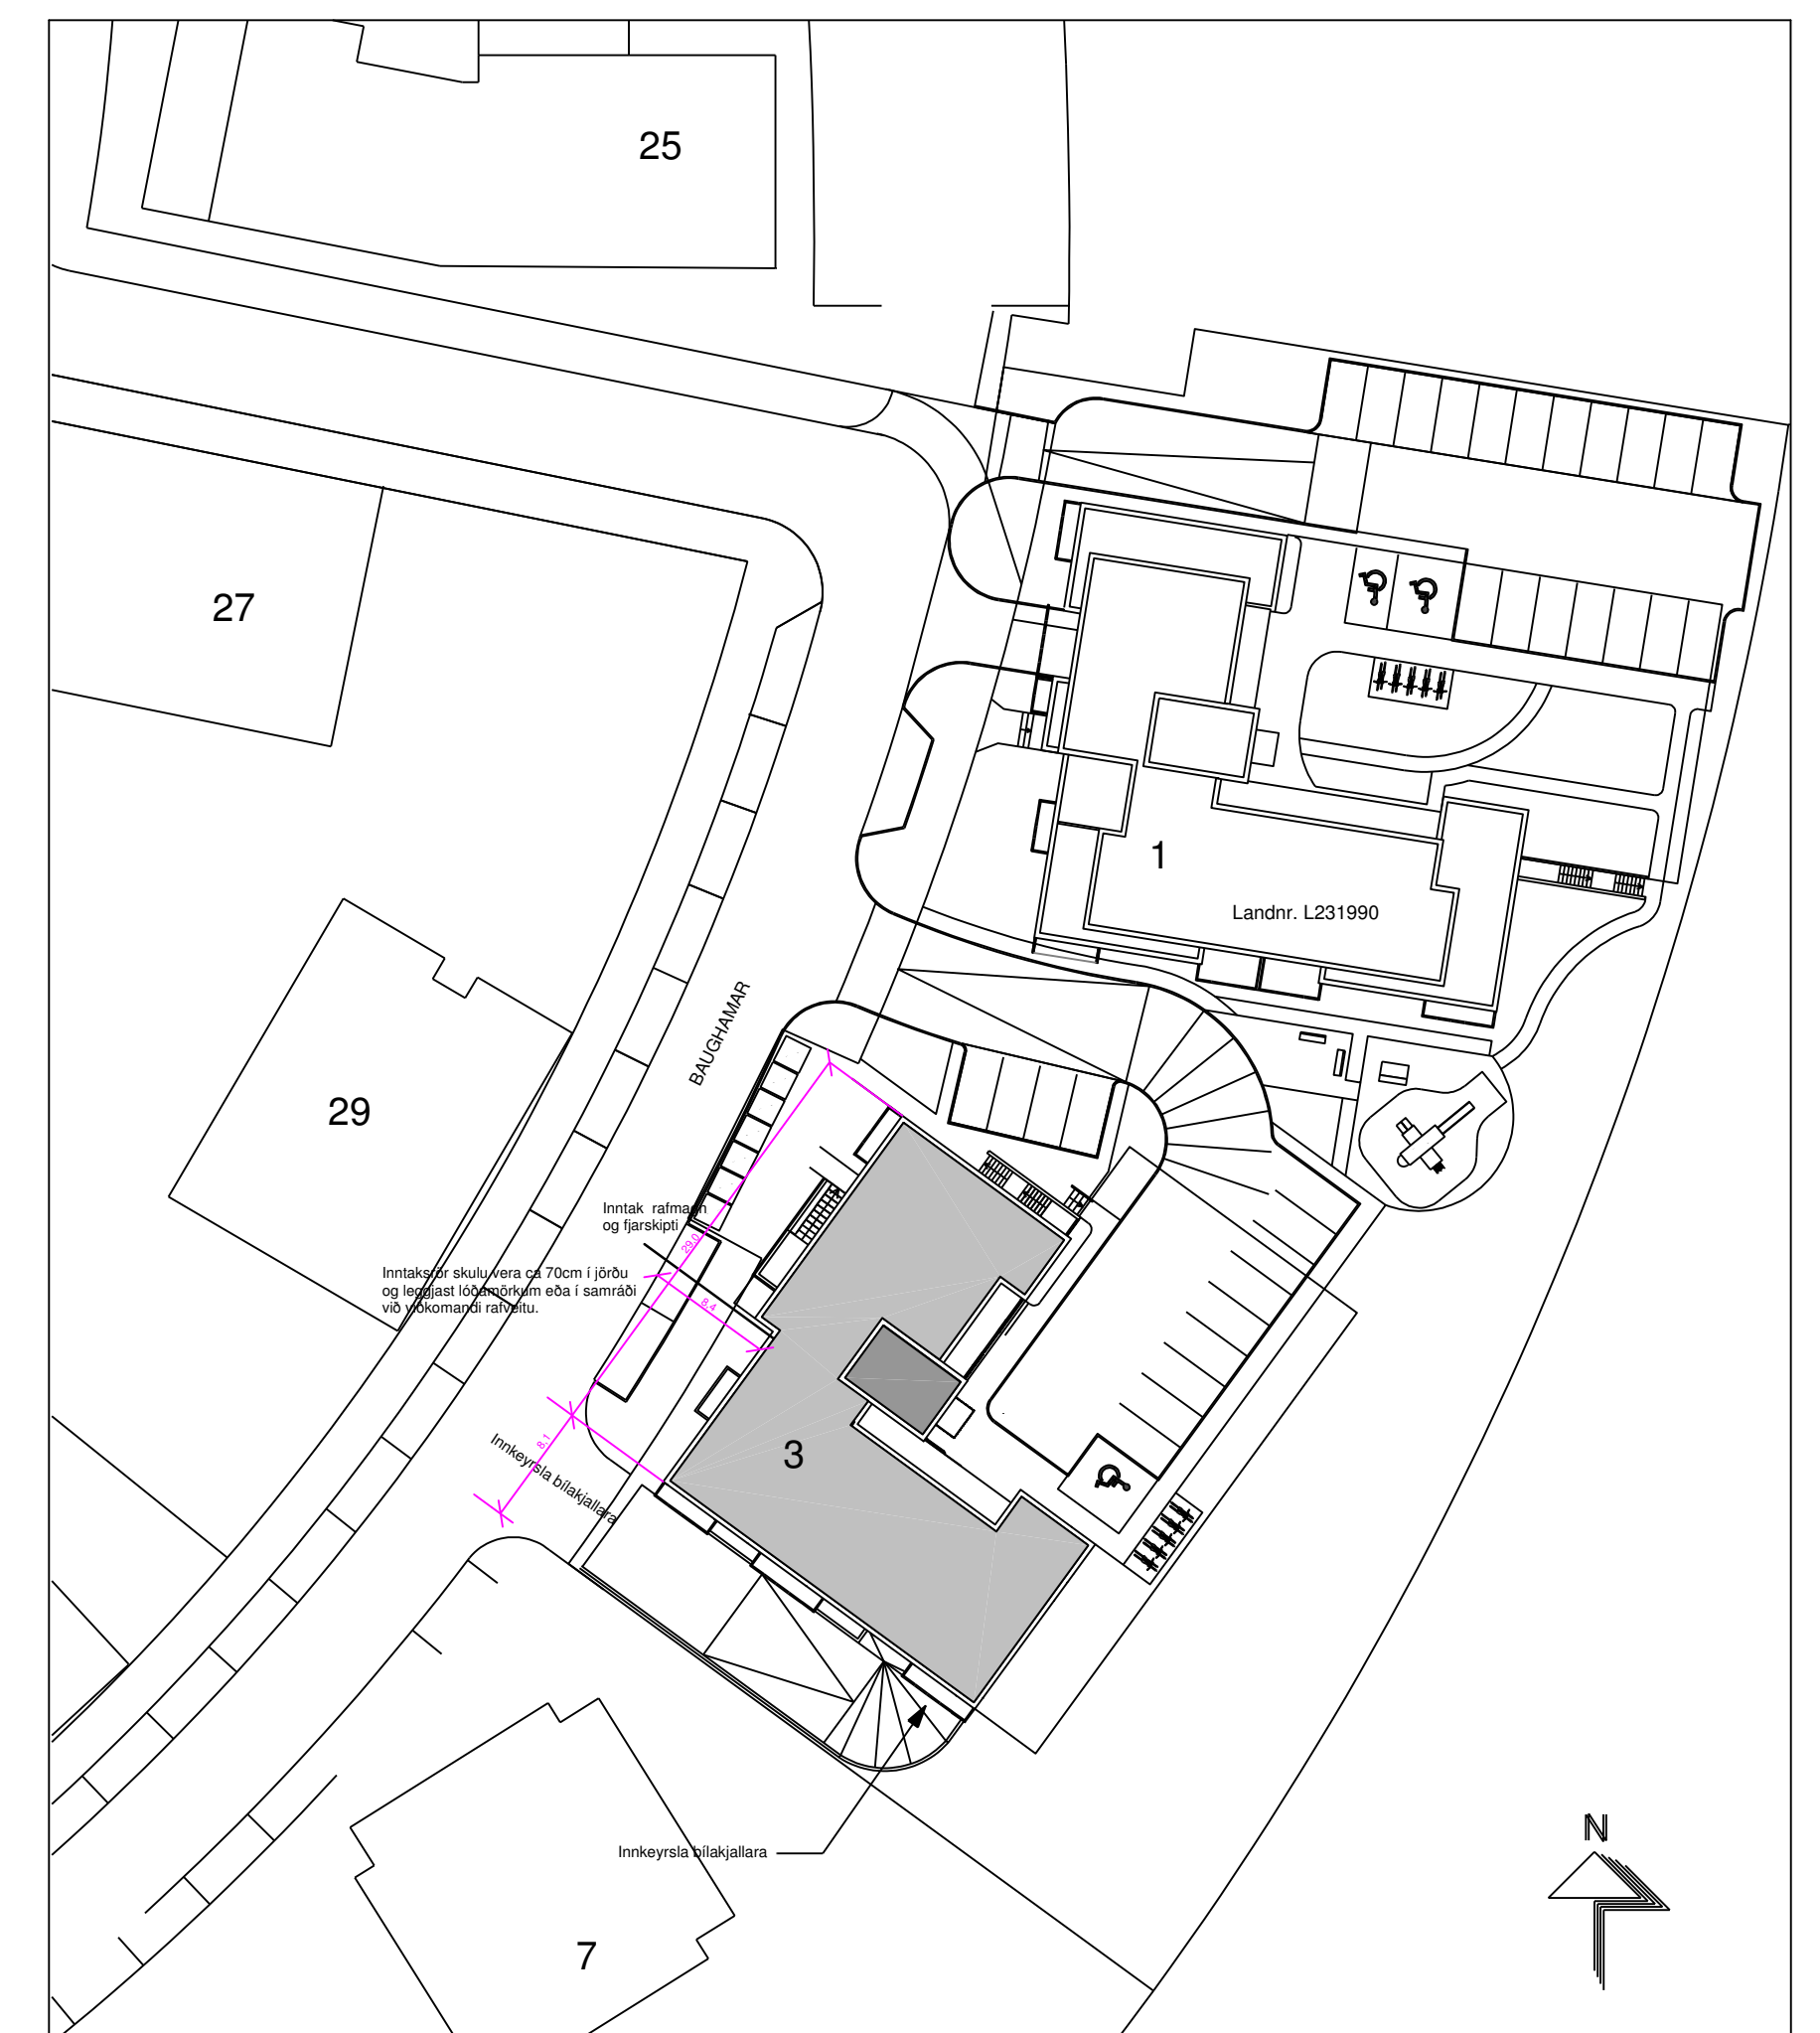 25
27
1
Landnr. L231990
BAUGHAMAR
29
Inntak rafmagn
og fjarskipti
29,0
Inntaksrör skulu vera ca 70cm í jörðu
og leggjast lóðamörkum eða í samráði
við viðkomandi rafveitu.
8,4
8,1
Innkeyrsla bílakjallara
3
Innkeyrsla bílakjallara
N
7